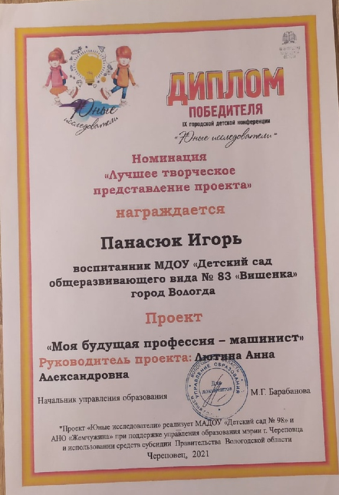 Юные
исследователи
ДИПЛОМ
ПОБЕДИТЕЛЯ
IX городской детской конференции
"Юные исследователи"
Номинация
«Лучшее творческое
представление проекта»
награждается
Панасюк Игорь
воспитанник МДОУ «Детский сад
общеразвивающего вида № 83 «Вишенка»
город Вологда
Проект
«Моя будущая профессия – машинист»
Руководитель проекта: Лютина Анна
Александровна
Начальник управления образования М.Г. Барабанова
*Проект «Юные исследователи» реализует МАДОУ «Детский сад № 98» и
АНО «Жемчужина» при поддержке управления образования мэрии г. Череповца
и использовании средств субсидии Правительства Вологодской области
Череповец, 2021